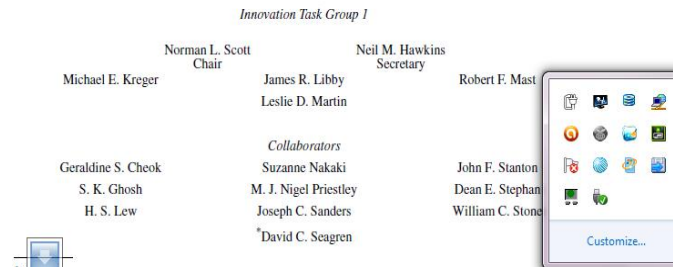 Innovation Task Group 1
Norman L. Scott Neil M. Hawkins
Chair Secretary
Michael E. Kreger James R. Libby Robert F. Mast
Leslie D. Martin
Collaborators
Geraldine S. Cheok Suzanne Nakaki John F. Stanton
S. K. Ghosh M. J. Nigel Priestley Dean E. Stephan
H. S. Lew Joseph C. Sanders William C. Stone
*David C. Seagren
Customize...